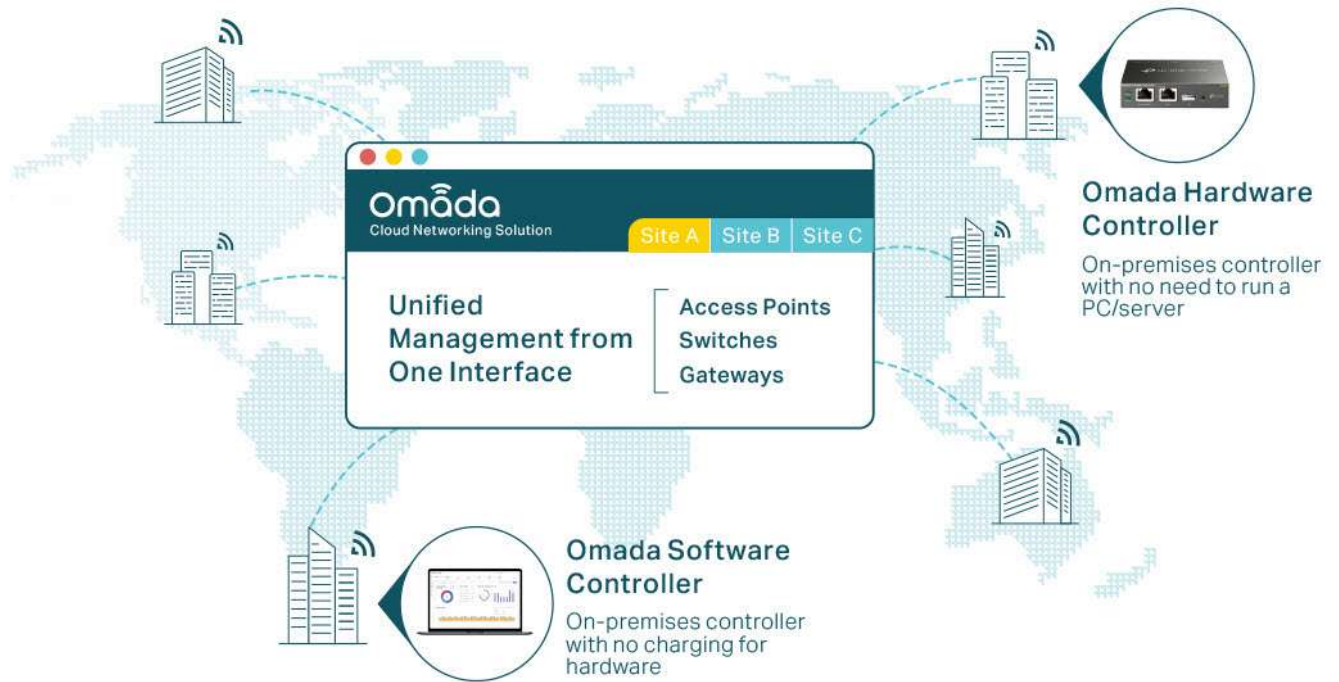 Omada
Cloud Networking Solution
Site A
Site B
Site C
Unified
Management from
One Interface
Access Points
Switches
Gateways
Omada Hardware
Controller
On-premises controller
with no need to run a
PC/server
Omada Software
Controller
On-premises controller
with no charging for
hardware